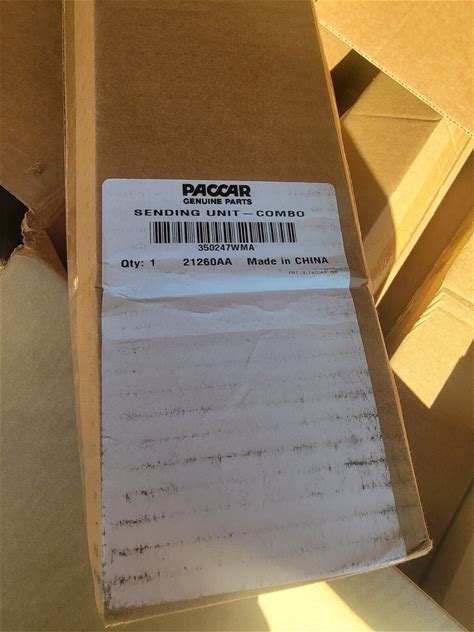 PACCAR
GENUINE PARTS
SENDING UNIT – COMBO
350247WMA
Qty: 1 21260AA Made in CHINA